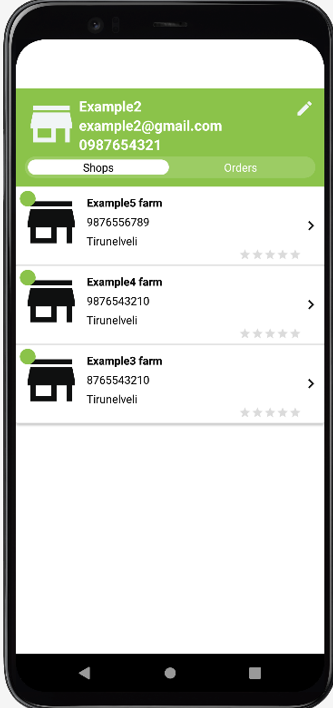 Example2
example2@gmail.com
0987654321
Shops Orders
Example5 farm
9876556789
Tirunelveli
Example4 farm
9876543210
Tirunelveli
Example3 farm
8765543210
Tirunelveli